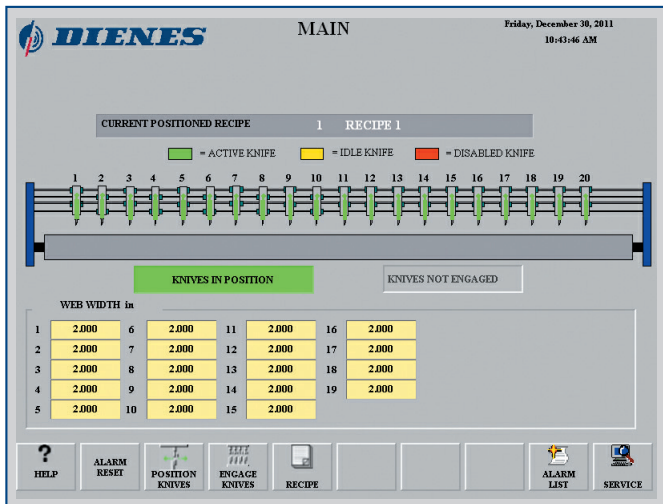 DIENES
MAIN
Friday, December 30, 2011
10:43:46 AM
CURRENT POSITIONED RECIPE 1 RECIPE 1
= ACTIVE KNIFE = IDLE KNIFE = DISABLED KNIFE
1 2 3 4 5 6 7 8 9 10 11 12 13 14 15 16 17 18 19 20
KNIVES IN POSITION KNIVES NOT ENGAGED
WEB WIDTH in
1 2.000 6 2.000 11 2.000 16 2.000
2 2.000 7 2.000 12 2.000 17 2.000
3 2.000 8 2.000 13 2.000 18 2.000
4 2.000 9 2.000 14 2.000 19 2.000
5 2.000 10 2.000 15 2.000
? HELP
ALARM RESET
POSITION KNIVES
ENGAGE KNIVES
RECIPE
ALARM LIST
SERVICE